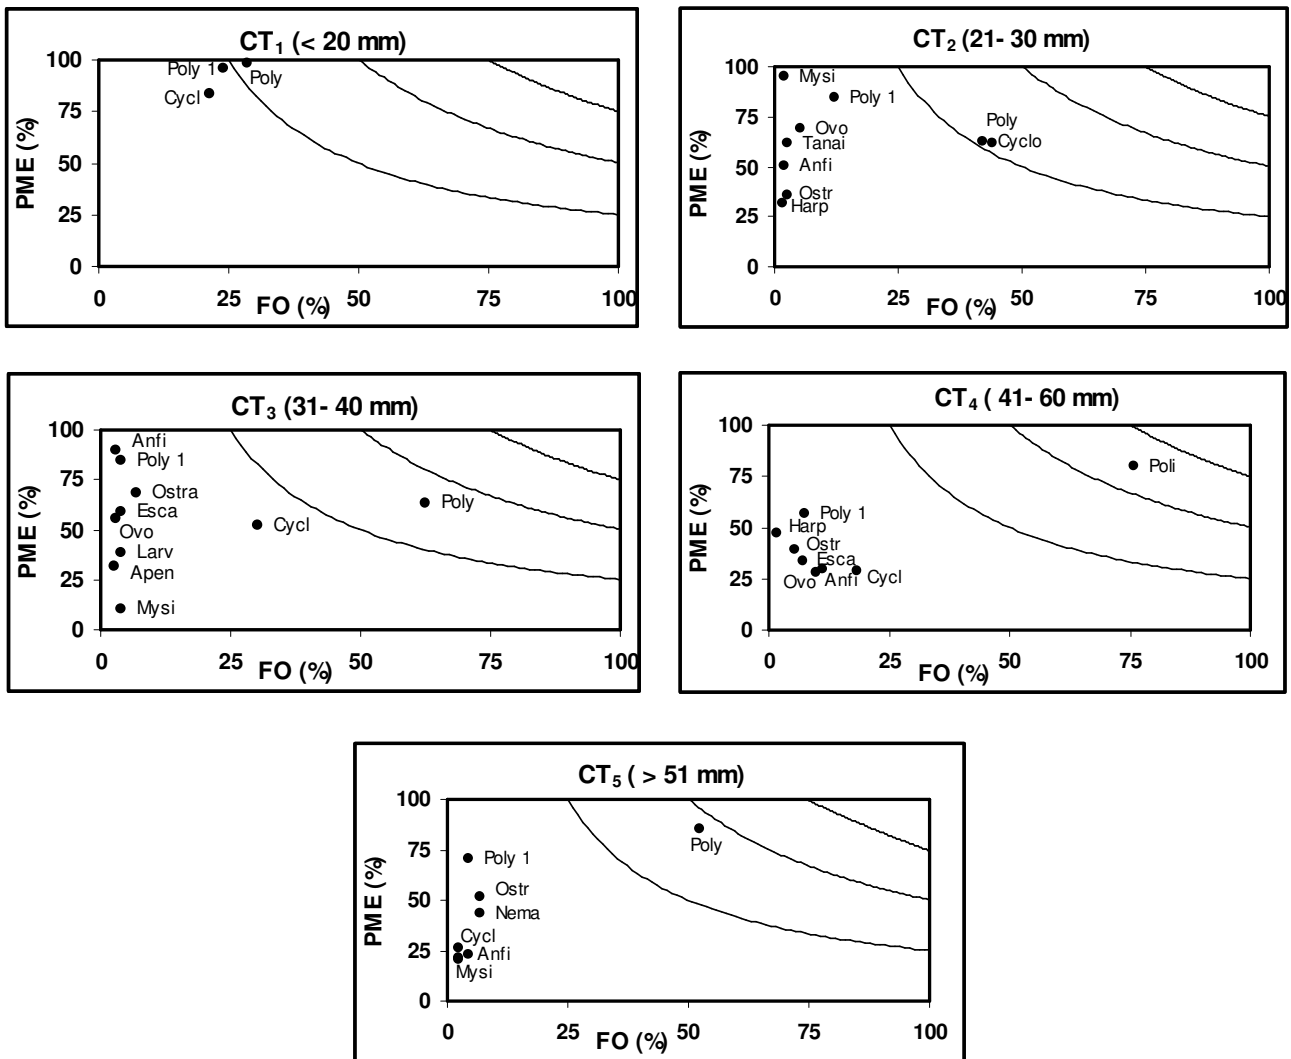 CT1 (< 20 mm)
PME (%)
100
75
50
25
0
Poly 1
Poly
Cycl
0 25 50 75 100
FO (%)
CT2 (21- 30 mm)
PME (%)
100
75
50
25
0
Mysi
Poly 1
Ovo
Tanai
Anfi
Ostr
Harp
Poly
Cyclo
0 25 50 75 100
FO (%)
CT3 (31- 40 mm)
PME (%)
100
75
50
25
0
Anfi
Poly 1
Ostra
Esca
Ovo
Larv
Apen
Mysi
Cycl
Poly
0 25 50 75 100
FO (%)
CT4 ( 41- 60 mm)
PME (%)
100
75
50
25
0
Poli
Poly 1
Harp
Ostr
Esca
Ovo Anfi Cycl
0 25 50 75 100
FO (%)
CT5 ( > 51 mm)
PME (%)
100
75
50
25
0
Poly
Poly 1
Ostr
Nema
Cycl
Anfi
Mysi
0 25 50 75 100
FO (%)